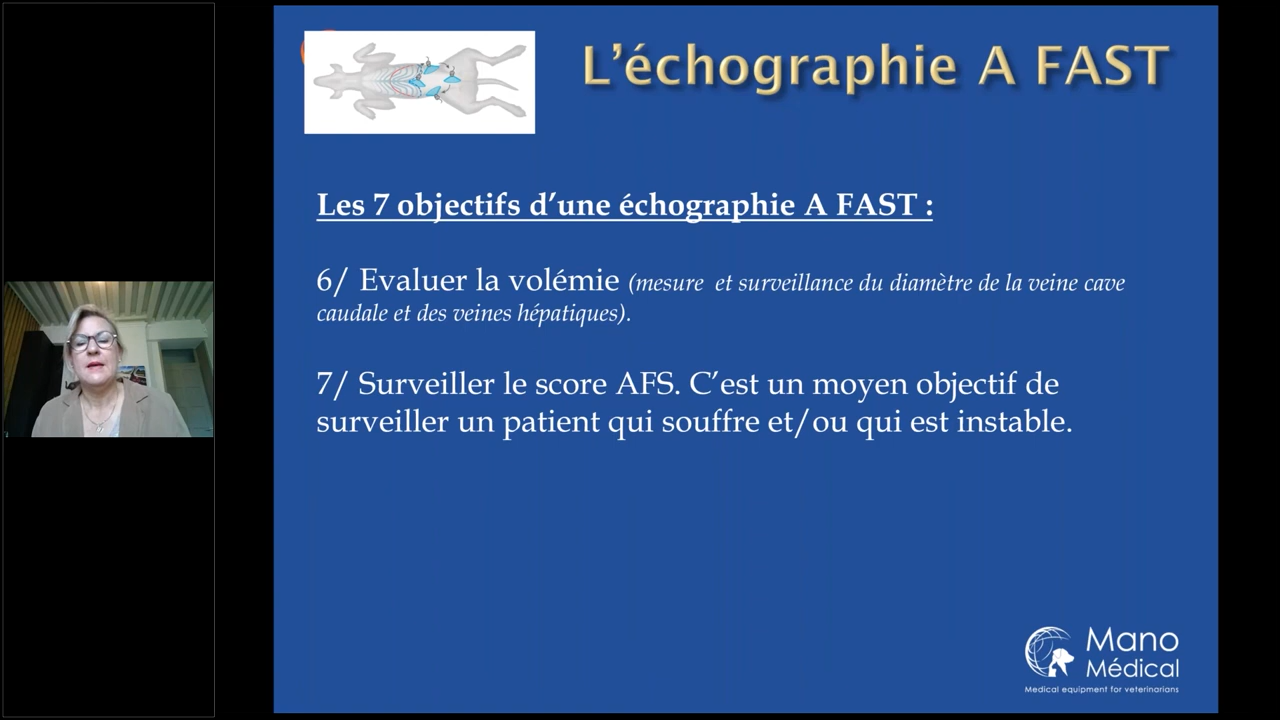 L'échographie A FAST
Les 7 objectifs d'une échographie A FAST :
6/ Evaluer la volémie (mesure et surveillance du diamètre de la veine cave
caudale et des veines hépatiques).
7/ Surveiller le score AFS. C'est un moyen objectif de
surveiller un patient qui souffre et/ou qui est instable.
Mano
Médical
Medical equipment for veterinarians